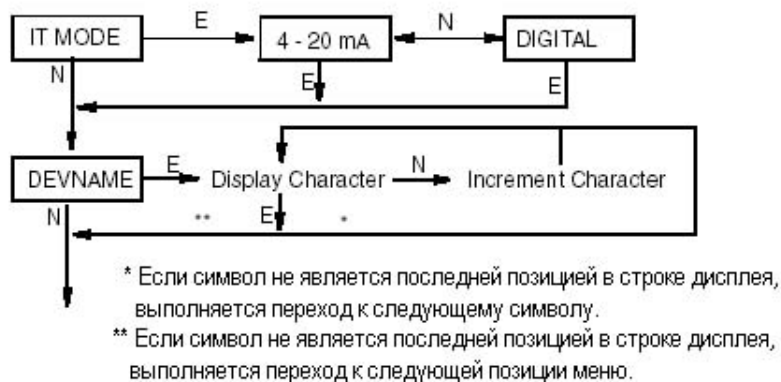 E
N
IT MODE
4 - 20 mA
DIGITAL
N
E
E
E
N
DEVNAME
Display Character
Increment Character
N
E
** *
* Если символ не является последней позицией в строке дисплея,
выполняется переход к следующему символу.
** Если символ не является последней позицией в строке дисплея,
выполняется переход к следующей позиции меню.